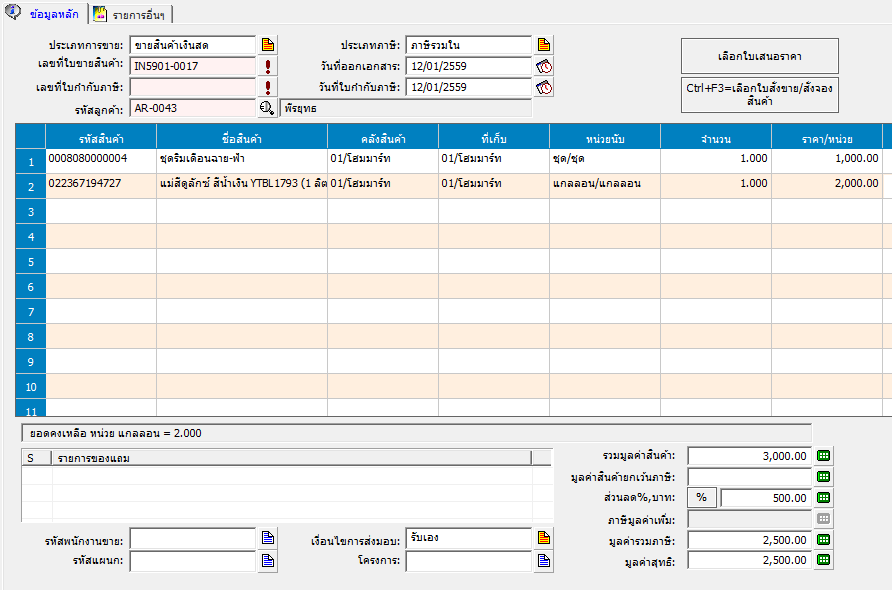 ข้อมูลหลัก รายการอื่นๆ
ประเภทการขาย: ขายสินค้าเงินสด ประเภทภาษี: ภาษีรวมใน
เลขที่ใบขายสินค้า: IN5901-0017 วันที่ออกเอกสาร: 12/01/2559
เลือกใบเสนอราคา
เลขที่ใบกำกับภาษี: วันที่ใบกำกับภาษี: 12/01/2559
Ctrl+F3=เลือกใบสั่งขาย/สั่งจอง
สินค้า
รหัสลูกค้า: AR-0043 พีรยุทธ
รหัสสินค้า ชื่อสินค้า คลังสินค้า ที่เก็บ หน่วยนับ จำนวน ราคา/หน่วย
1 0008080000004 ชุดริมเดือนฉาย-ฟ้า 01/โฮมมาร์ท 01/โฮมมาร์ท ชุด/ชุด 1.000 1,000.00
2 022367194727 แม่สีดูลักซ์ สีน้ำเงิน YTBL1793 (1 ลิต 01/โฮมมาร์ท 01/โฮมมาร์ท แกลลอน/แกลลอน 1.000 2,000.00
3
4
5
6
7
8
9
10
11
ยอดคงเหลือ หน่วย แกลลอน = 2.000
S รายการของแถม
รวมมูลค่าสินค้า: 3,000.00
มูลค่าสินค้ายกเว้นภาษี:
ส่วนลด%,บาท: % 500.00
ภาษีมูลค่าเพิ่ม:
รหัสพนักงานขาย: เงื่อนไขการส่งมอบ: รับเอง มูลค่ารวมภาษี: 2,500.00
รหัสแผนก: โครงการ: มูลค่าสุทธิ: 2,500.00